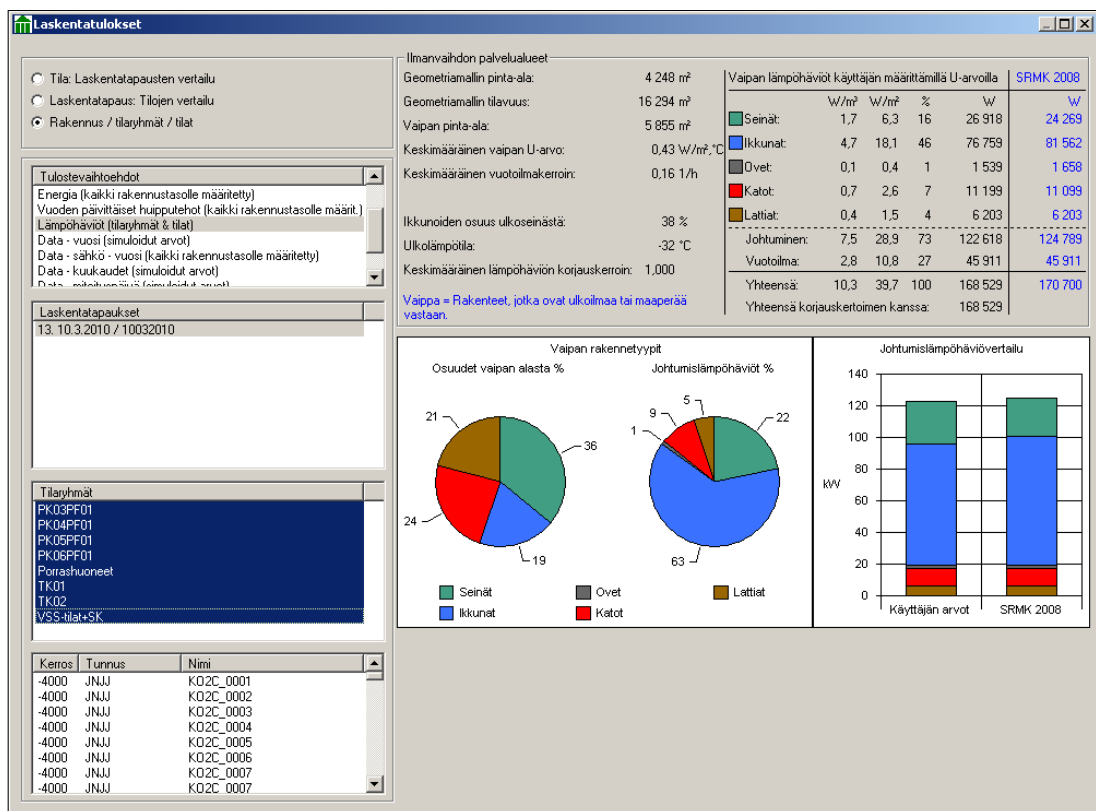 Laskentatulokset
Tila: Laskentatapausten vertailu
Laskentatapaus: Tilojen vertailu
Rakennus / tilaryhmät / tilat
Tulostevaihtoehdot
Energia (kaikki rakennustasolle määritetty)
Vuoden päivittäiset huipputehot (kaikki rakennustasolle määrit.)
Lämpöhäviöt (tilaryhmät & tilat)
Data - vuosi (simuloidut arvot)
Data - sähkö - vuosi (kaikki rakennustasolle määritetty)
Data - kuukaudet (simuloidut arvot)
Data - mitoituspäivä (simuloidut arvot)
Laskentatapaukset
13. 10.3.2010 / 10032010
Tilaryhmät
PK03PF01
PK04PF01
PK05PF01
PK06PF01
Porrashuoneet
TK01
TK02
VSS-tilat+SK
Kerros Tunnus Nimi
-4000 JNJJ KO2C_0001
-4000 JNJJ KO2C_0002
-4000 JNJJ KO2C_0003
-4000 JNJJ KO2C_0004
-4000 JNJJ KO2C_0005
-4000 JNJJ KO2C_0006
-4000 JNJJ KO2C_0007
-4000 JNJJ KO2C_0007
Ilmanvaihdon palvelualueet
Geometriamallin pinta-ala: 4 248 m²
Geometriamallin tilavuus: 16 294 m³
Vaipan pinta-ala: 5 855 m²
Keskimääräinen vaipan U-arvo: 0,43 W/m²,°C
Keskimääräinen vuotoilmakerroin: 0,16 1/h
Ikkunoiden osuus ulkoseinästä: 38 %
Ulkolämpötila: -32 °C
Keskimääräinen lämpöhäviön korjauskerroin: 1,000
Vaippa = Rakenteet, jotka ovat ulkoilmaa tai maaperää
vastaan.
Vaipan lämpöhäviöt käyttäjän määrittämillä U-arvoilla SRMK 2008
W/m³ W/m² % W W
Seinät: 1,7 6,3 16 26 918 24 269
Ikkunat: 4,7 18,1 46 76 759 81 562
Ovet: 0,1 0,4 1 1 539 1 658
Katot: 0,7 2,6 7 11 199 11 099
Lattiat: 0,4 1,5 4 6 203 6 203
Johtuminen: 7,5 28,9 73 122 618 124 789
Vuotoilma: 2,8 10,8 27 45 911 45 911
Yhteensä: 10,3 39,7 100 168 529 170 700
Yhteensä korjauskertoimen kanssa: 168 529
Vaipan rakennetyypit
Osuudet vaipan alasta %
21
36
24
19
Johtumislämpöhäviöt %
5
9
22
1
63
Seinät Ovet Lattiat
Ikkunat Katot
Johtumislämpöhäviövertailu
140
120
100
80
kW
60
40
20
0
Käyttäjän arvot SRMK 2008